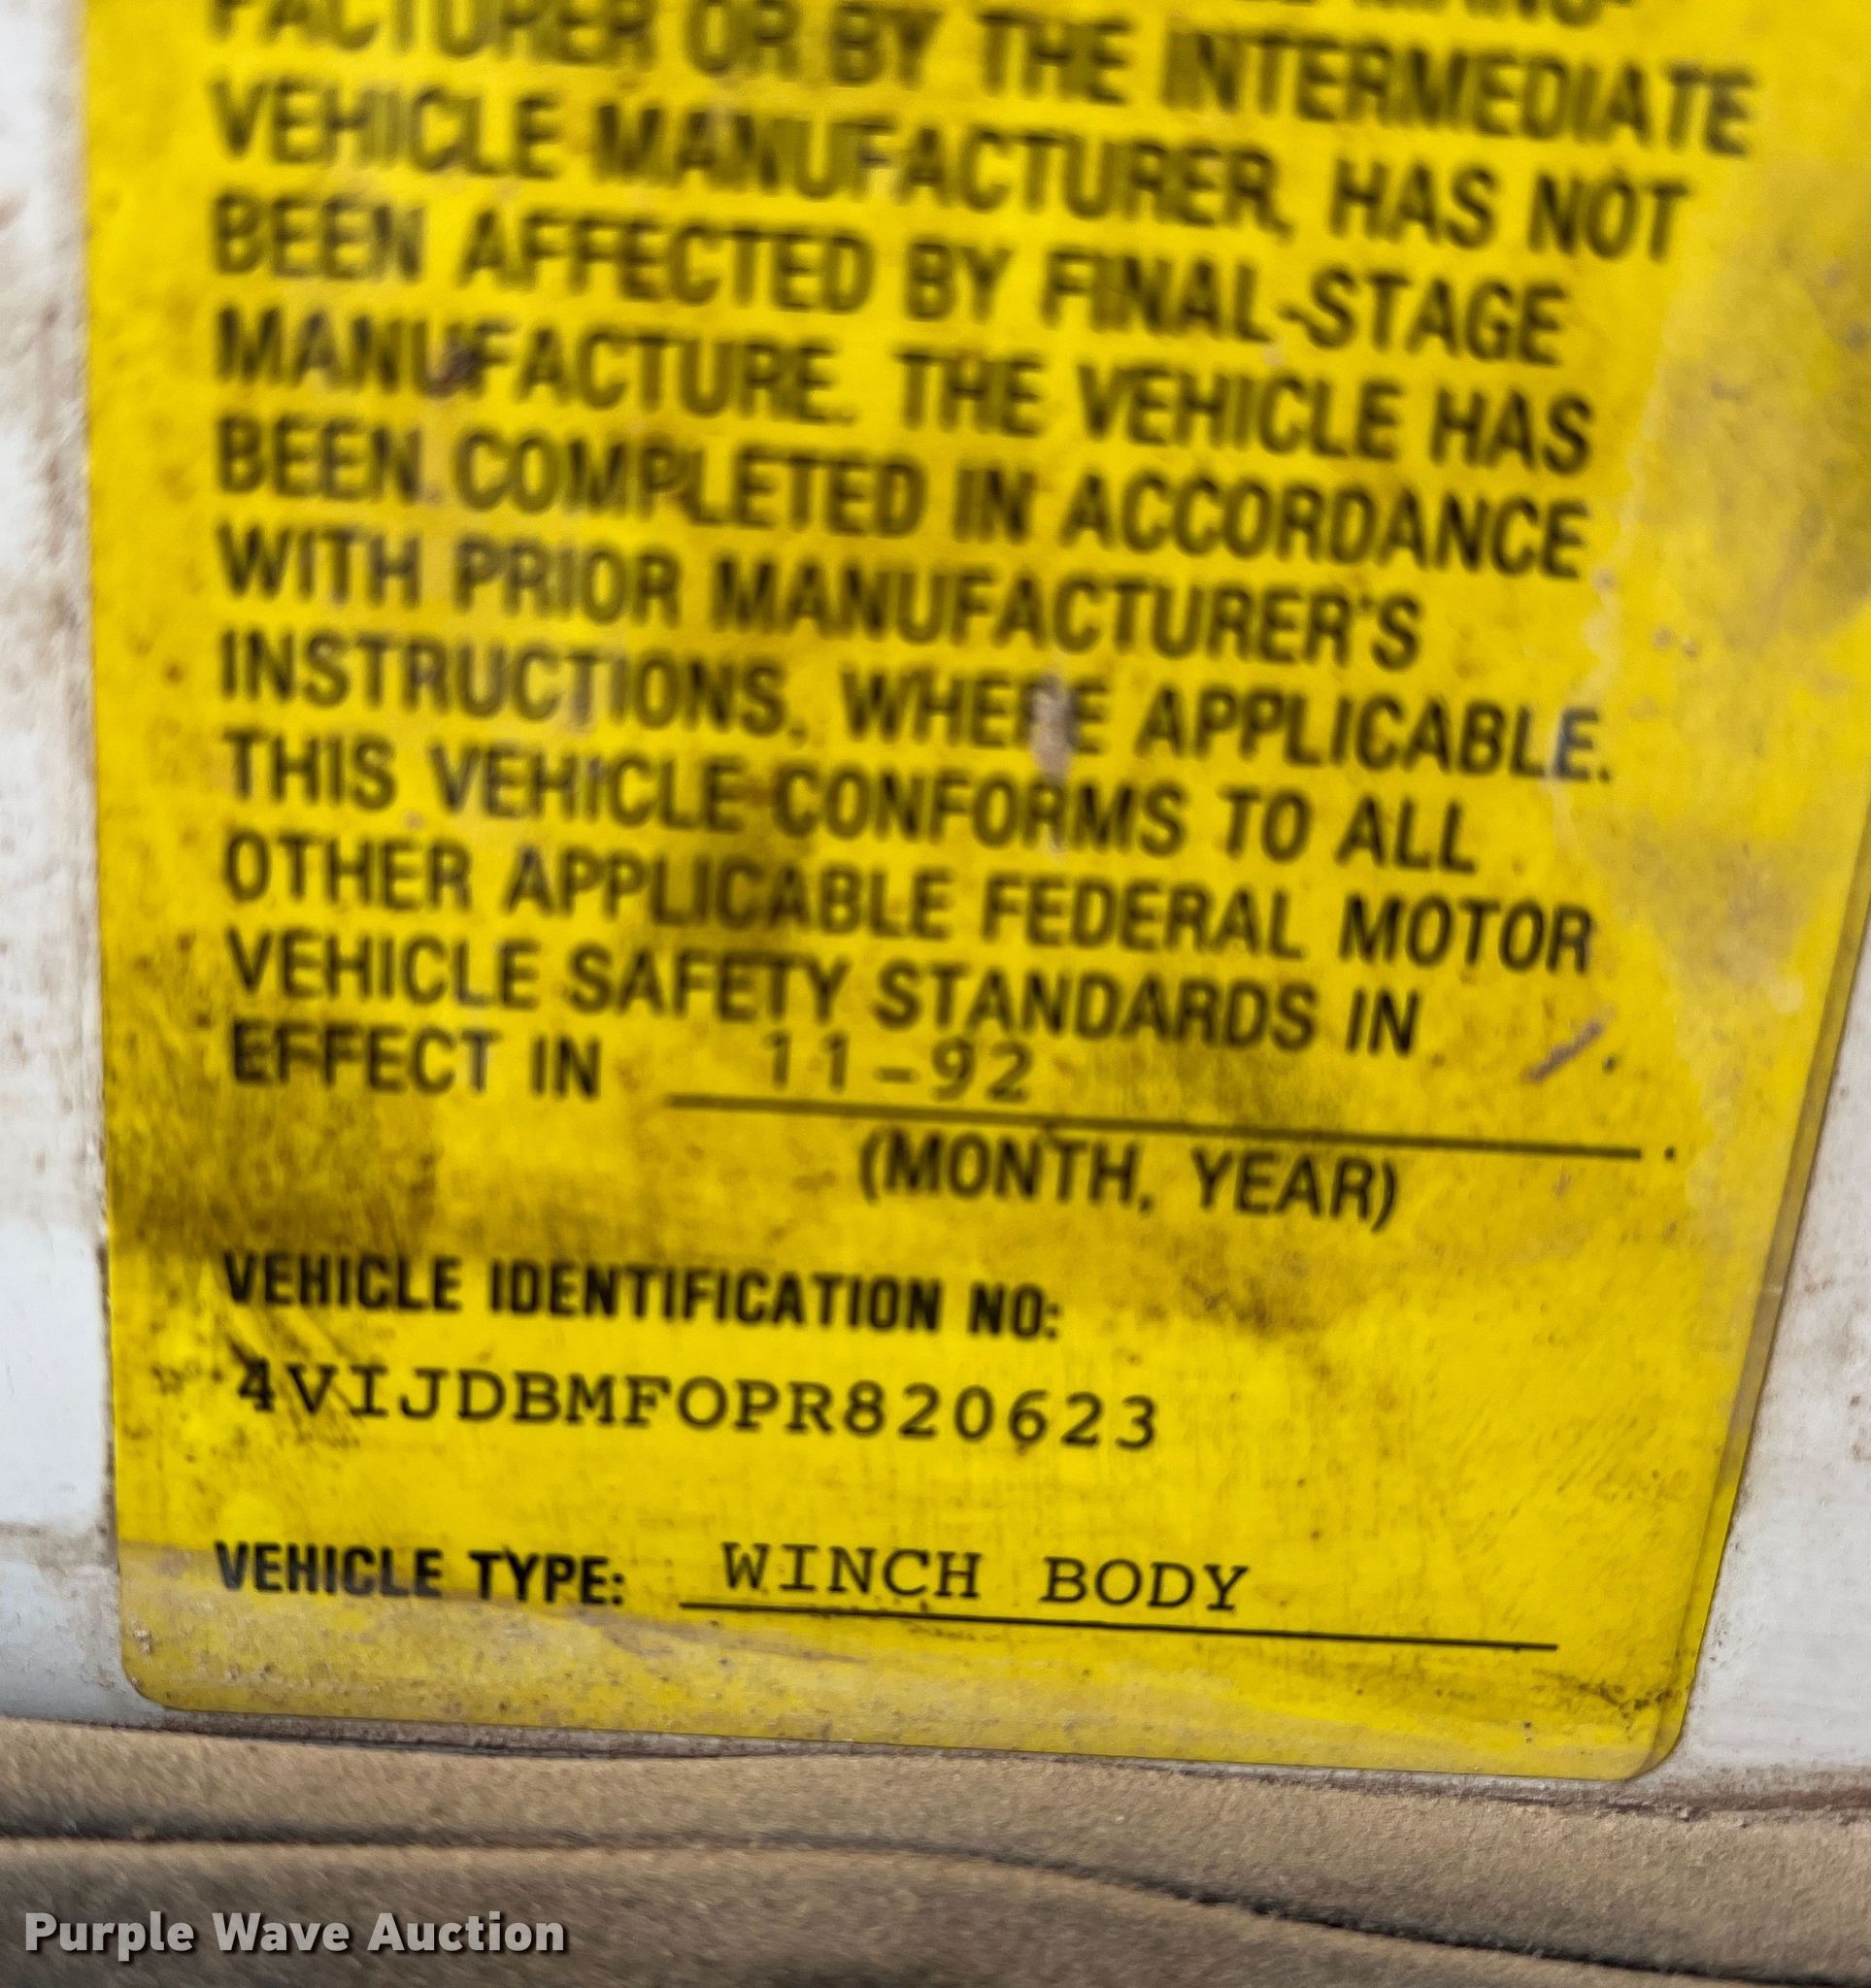 FACTURER OR BY THE INTERMEDIATE
VEHICLE MANUFACTURER, HAS NOT
BEEN AFFECTED BY FINAL-STAGE
MANUFACTURE. THE VEHICLE HAS
BEEN COMPLETED IN ACCORDANCE
WITH PRIOR MANUFACTURER'S
INSTRUCTIONS, WHERE APPLICABLE.
THIS VEHICLE CONFORMS TO ALL
OTHER APPLICABLE FEDERAL MOTOR
VEHICLE SAFETY STANDARDS IN
EFFECT IN 11-92.
(MONTH, YEAR)
VEHICLE IDENTIFICATION NO:
4VIJDBMFOPR820623
VEHICLE TYPE: WINCH BODY
Purple Wave Auction